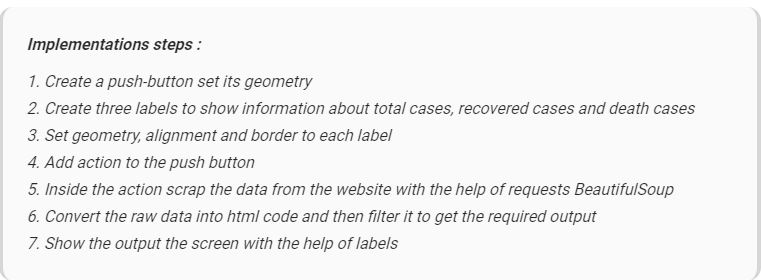 Implementations steps :
1. Create a push-button set its geometry
2. Create three labels to show information about total cases, recovered cases and death cases
3. Set geometry, alignment and border to each label
4. Add action to the push button
5. Inside the action scrap the data from the website with the help of requests BeautifulSoup
6. Convert the raw data into html code and then filter it to get the required output
7. Show the output the screen with the help of labels